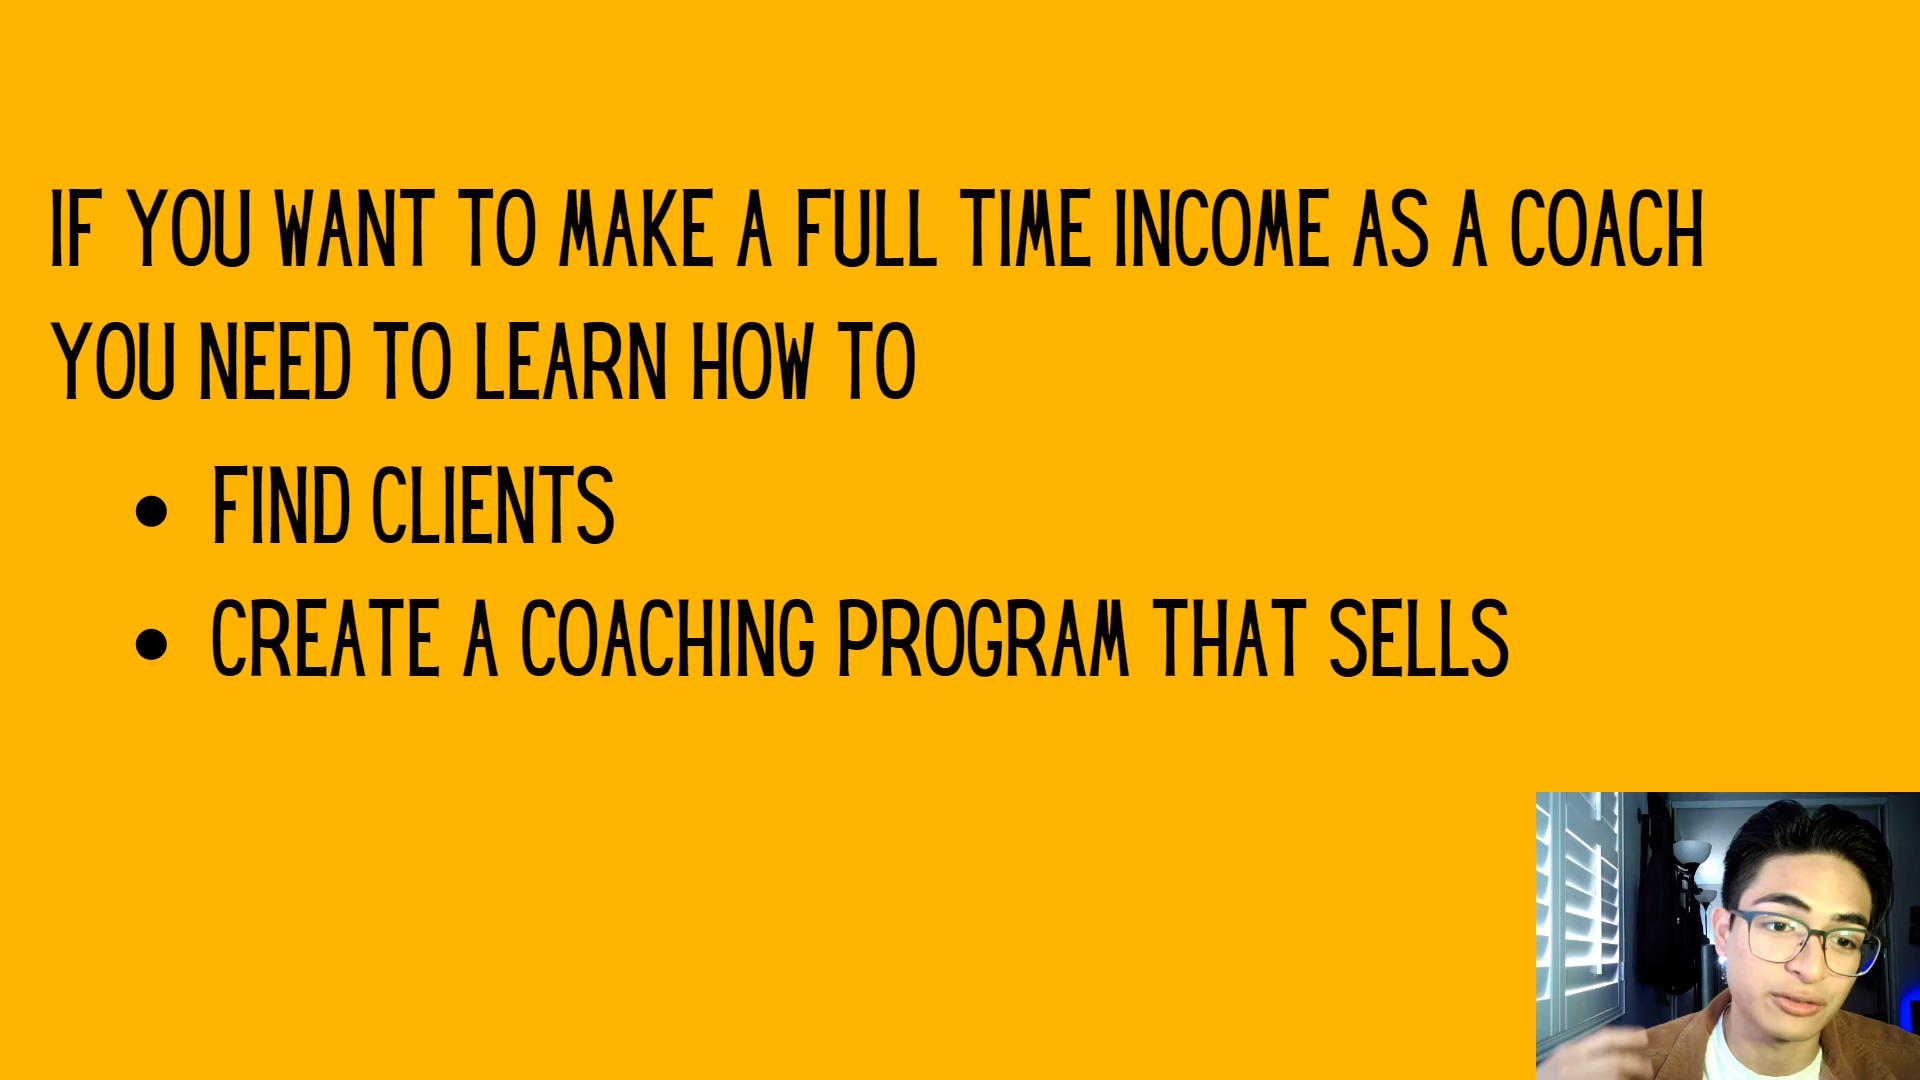 IF YOU WANT TO MAKE A FULL TIME INCOME AS A COACH
YOU NEED TO LEARN HOW TO
• FIND CLIENTS
• CREATE A COACHING PROGRAM THAT SELLS